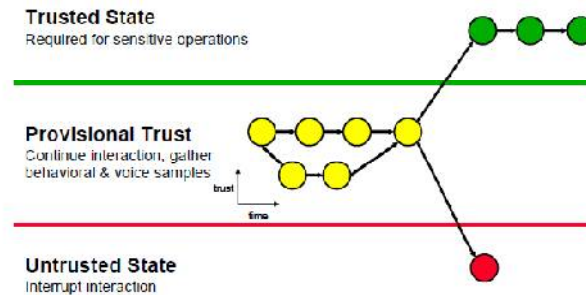 Trusted State
Required for sensitive operations
Provisional Trust
Continue interaction, gather
behavioral & voice samples
trust
time
Untrusted State
Interrupt interaction